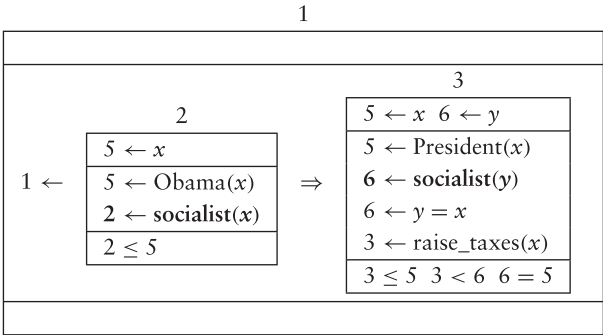 1
2
5 ← x
5 ← Obama(x)
2 ← socialist(x)
2 ≤ 5
1 ←
⇒
3
5 ← x 6 ← y
5 ← President(x)
6 ← socialist(y)
6 ← y = x
3 ← raise_taxes(x)
3 ≤ 5 3 < 6 6 = 5